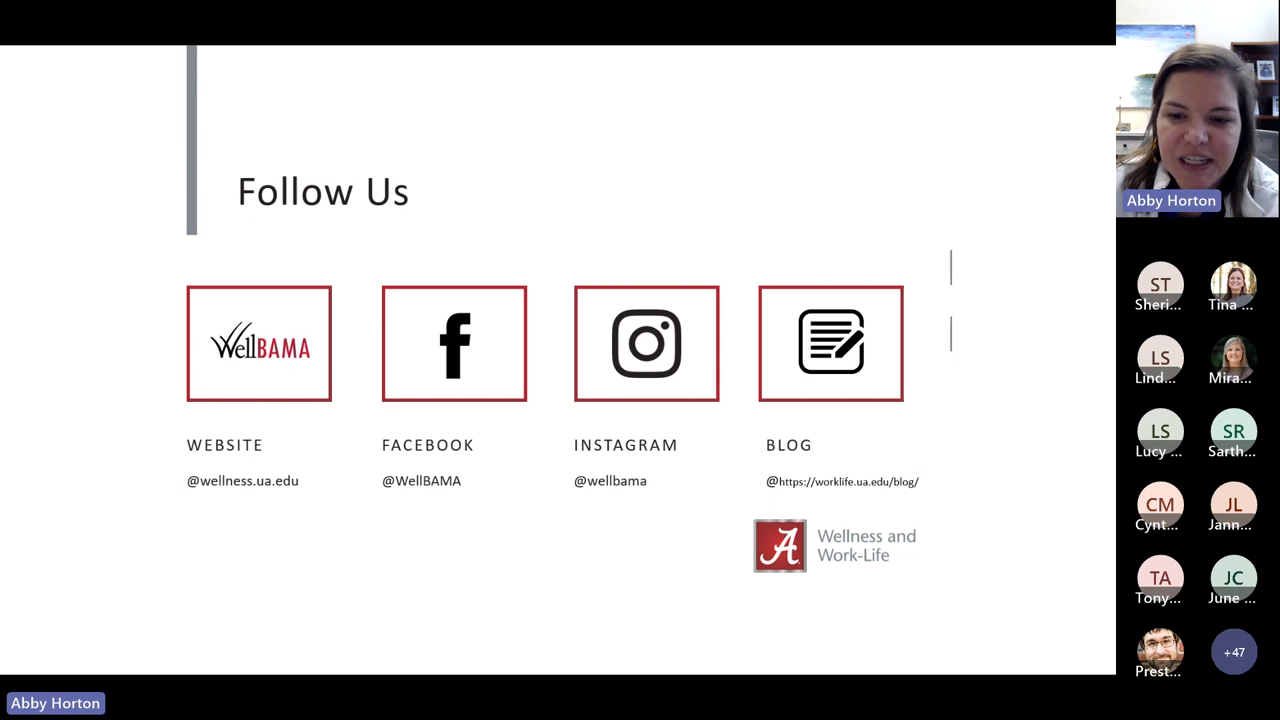 Follow Us
WellBAMA
WEBSITE
@wellness.ua.edu
FACEBOOK
@WellBAMA
INSTAGRAM
@wellbama
BLOG
@https://worklife.ua.edu/blog/
A
Wellness and
Work-Life
Abby Horton
ST
Sheri...
Tina ...
LS
Lind...
Mira...
LS
Lucy ...
SR
Sarth...
CM
Cynt...
JL
Jann...
TA
Tony...
JC
June ...
Prest...
+47
Abby Horton